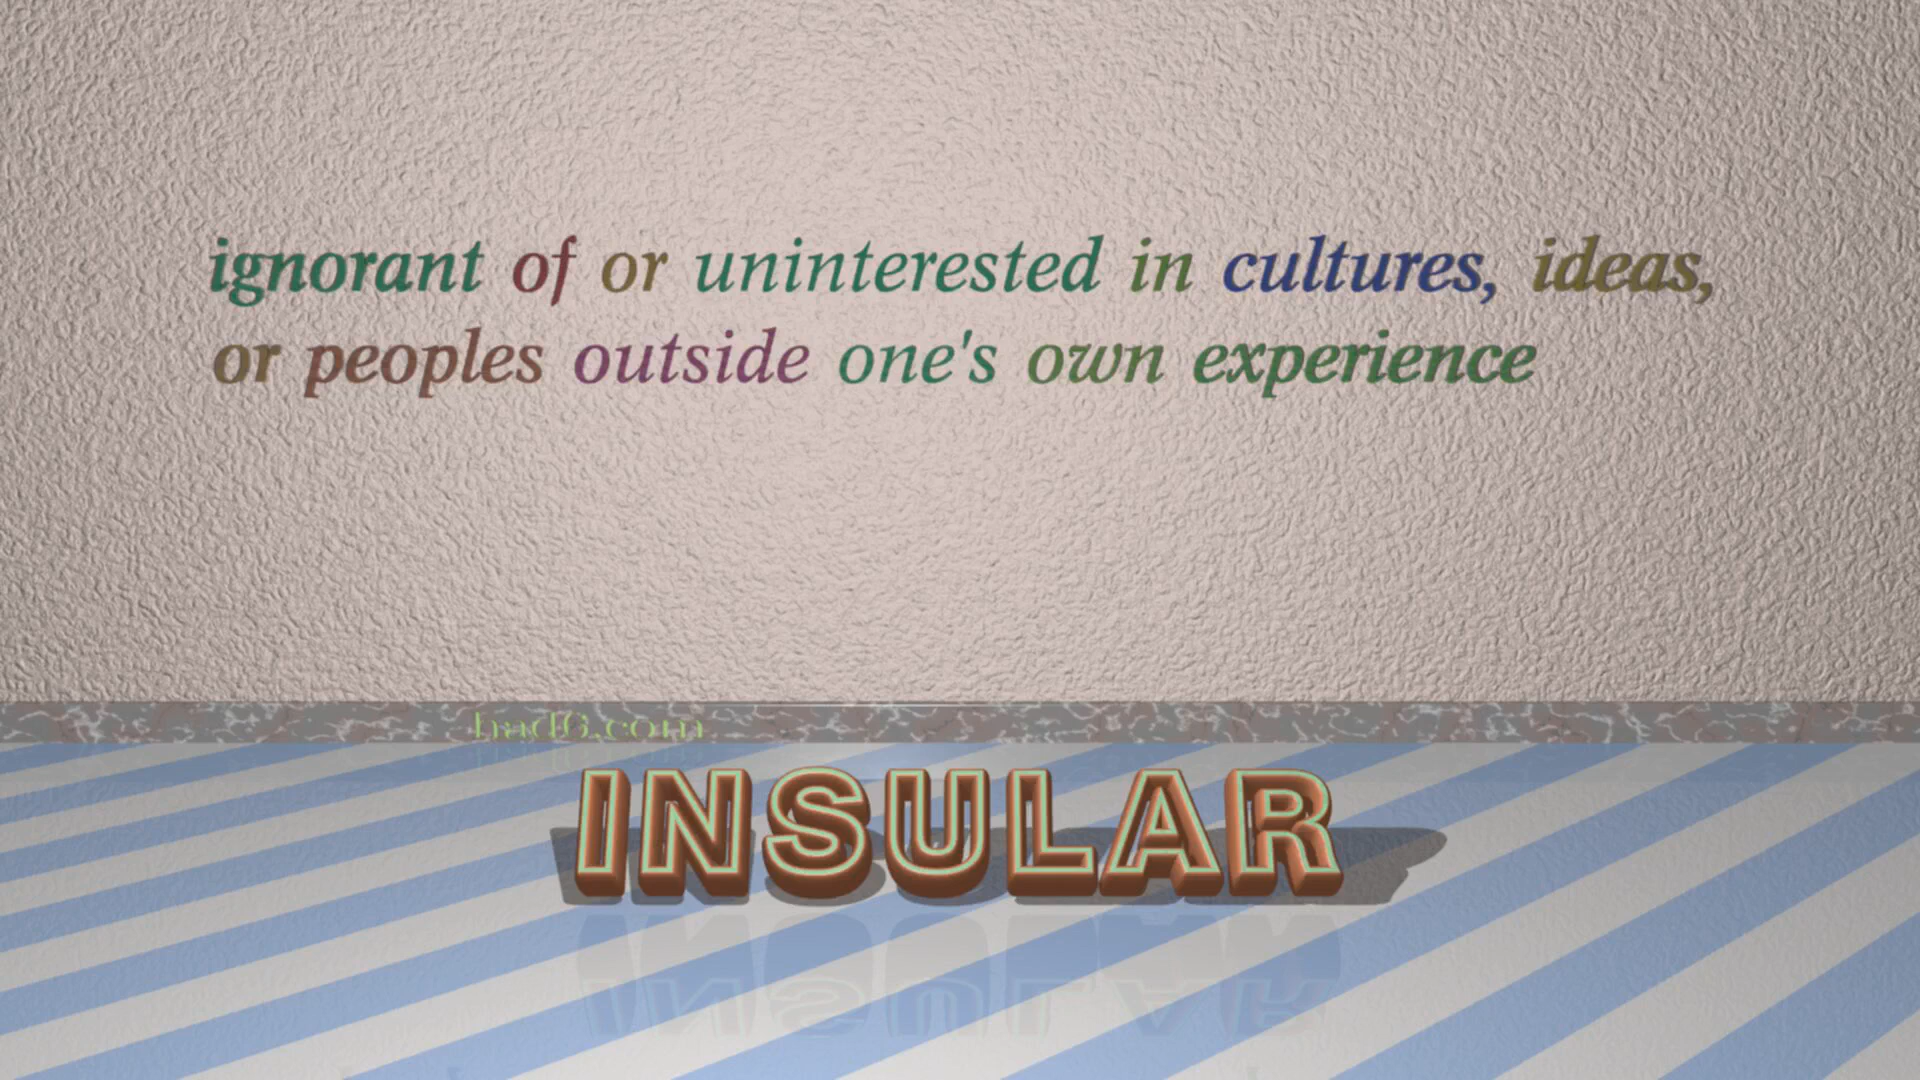 ignorant of or uninterested in cultures, ideas,
or peoples outside one's own experience
INSULAR